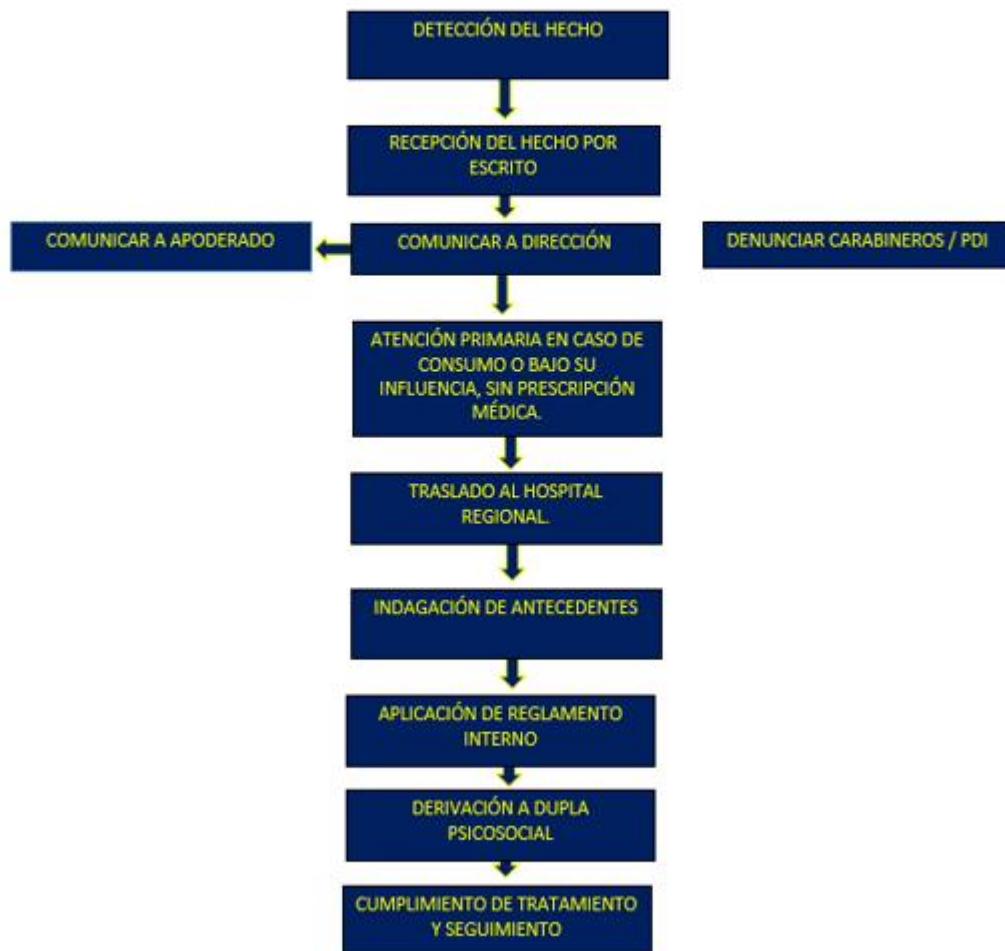 DETECCIÓN DEL HECHO
RECEPCIÓN DEL HECHO POR
ESCRITO
COMUNICAR A APODERADO
COMUNICAR A DIRECCIÓN
DENUNCIAR CARABINEROS / PDI
ATENCIÓN PRIMARIA EN CASO DE
CONSUMO O BAJO SU
INFLUENCIA, SIN PRESCRIPCIÓN
MÉDICA.
TRASLADO AL HOSPITAL
REGIONAL.
INDAGACIÓN DE ANTECEDENTES
APLICACIÓN DE REGLAMENTO
INTERNO
DERIVACIÓN A DUPLA
PSICOSOCIAL
CUMPLIMIENTO DE TRATAMIENTO
Y SEGUIMIENTO